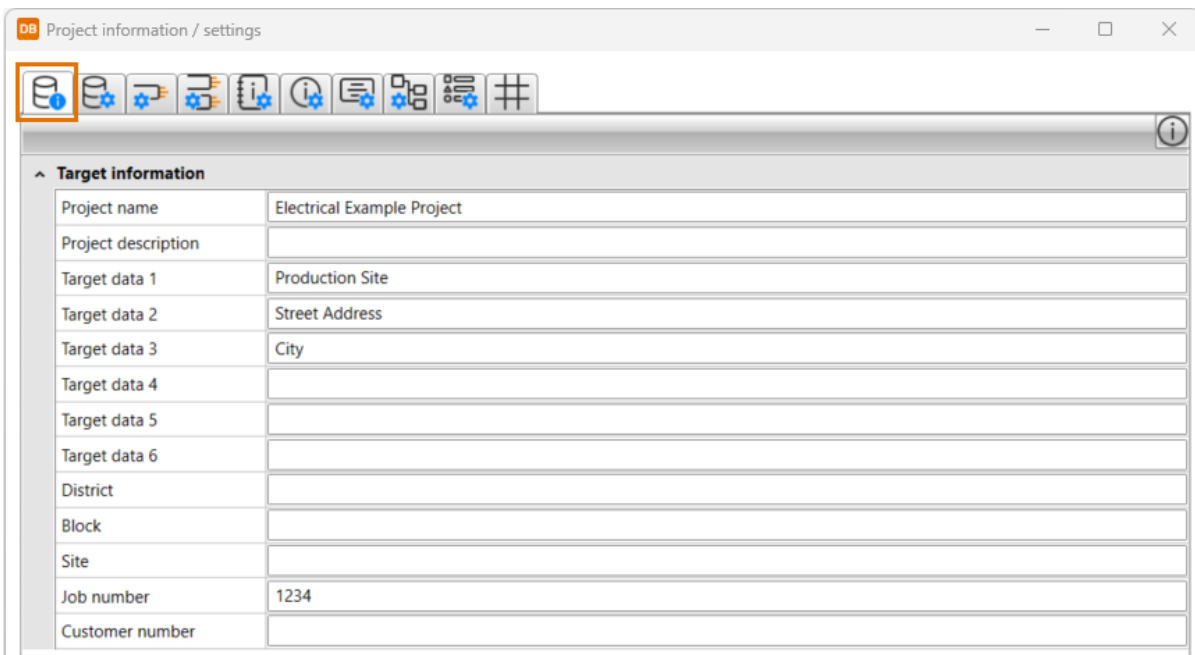 DB Project information / settings
Target information
Project name Electrical Example Project
Project description
Target data 1 Production Site
Target data 2 Street Address
Target data 3 City
Target data 4
Target data 5
Target data 6
District
Block
Site
Job number 1234
Customer number